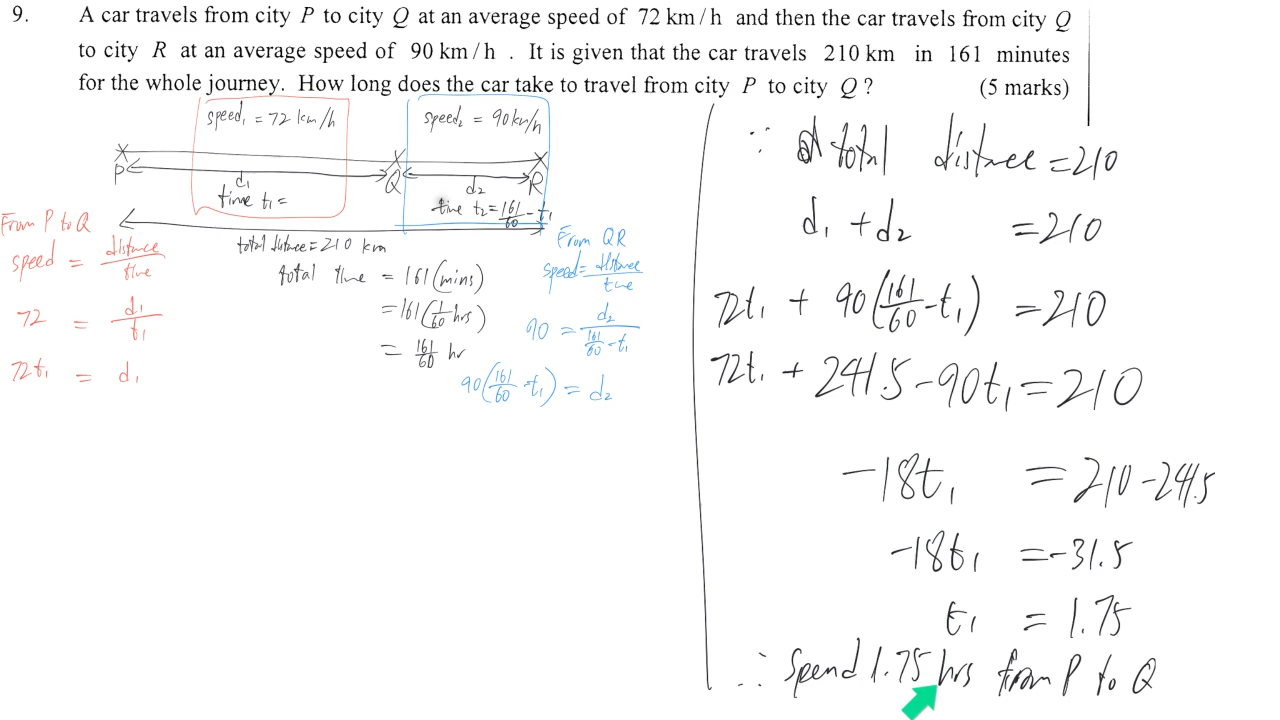 9. A car travels from city P to city Q at an average speed of 72 km/h and then the car travels from city Q
to city R at an average speed of 90 km/h . It is given that the car travels 210 km in 161 minutes
for the whole journey. How long does the car take to travel from city P to city Q? (5 marks)
speed₁ = 72 km/h
speed₂ = 90 km/h
P Q R
d₁ d₂
time t₁ =
time t₂ = 161/60 - t₁
total distance = 210 km
total time = 161 (mins)
= 161 (1/60 hrs)
= 161/60 hr
From P to Q
speed = distance/time
72 = d₁/t₁
72t₁ = d₁
From QR
speed = distance/time
90 = d₂/(161/60 - t₁)
90(161/60 - t₁) = d₂
∵ total distance = 210
d₁ + d₂ = 210
72t₁ + 90(161/60 - t₁) = 210
72t₁ + 241.5 - 90t₁ = 210
-18t₁ = 210 - 241.5
-18t₁ = -31.5
t₁ = 1.75
∴ spend 1.75 hrs from P to Q